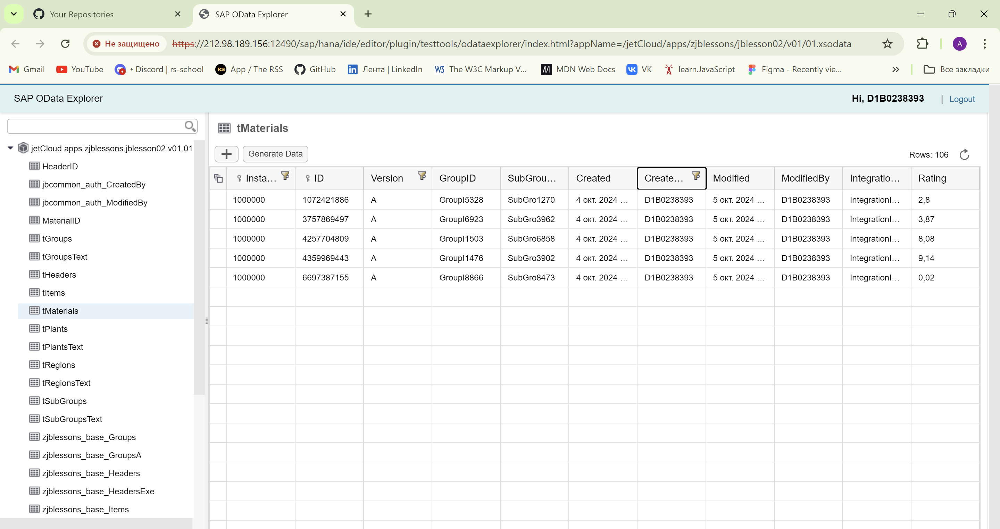 Your Repositories
SAP OData Explorer
Не защищено https://212.98.189.156:12490/sap/hana/ide/editor/plugin/testtools/odataexplorer/index.html?appName=/jetCloud/apps/zjblessons/jblesson02/v01/01.xsodata
A
Gmail YouTube • Discord | rs-school RS App / The RSS GitHub in Лента | LinkedIn W3 The W3C Markup V... M MDN Web Docs VK VK learn.JavaScript Figma - Recently vie... Все закладки
SAP OData Explorer
Hi, D1B0238393 | Logout
jetCloud.apps.zjblessons.jblesson02.v01.01
HeaderID
jbcommon_auth_CreatedBy
jbcommon_auth_ModifiedBy
MaterialID
tGroups
tGroupsText
tHeaders
tItems
tMaterials
tPlants
tPlantsText
tRegions
tRegionsText
tSubGroups
tSubGroupsText
zjblessons_base_Groups
zjblessons_base_GroupsA
zjblessons_base_Headers
zjblessons_base_HeadersExe
zjblessons_base_Items
tMaterials
Generate Data
Rows: 106
Insta... ID Version GroupID SubGrou... Created Create... Modified ModifiedBy Integratio... Rating
1000000 1072421886 A GroupI5328 SubGro1270 4 окт. 2024 ... D1B0238393 5 окт. 2024 ... D1B0238393 IntegrationI... 2,8
1000000 3757869497 A GroupI6923 SubGro3962 4 окт. 2024 ... D1B0238393 5 окт. 2024 ... D1B0238393 IntegrationI... 3,87
1000000 4257704809 A GroupI1503 SubGro6858 4 окт. 2024 ... D1B0238393 5 окт. 2024 ... D1B0238393 IntegrationI... 8,08
1000000 4359969443 A GroupI1476 SubGro3902 4 окт. 2024 ... D1B0238393 5 окт. 2024 ... D1B0238393 IntegrationI... 9,14
1000000 6697387155 A GroupI8866 SubGro8473 4 окт. 2024 ... D1B0238393 5 окт. 2024 ... D1B0238393 IntegrationI... 0,02